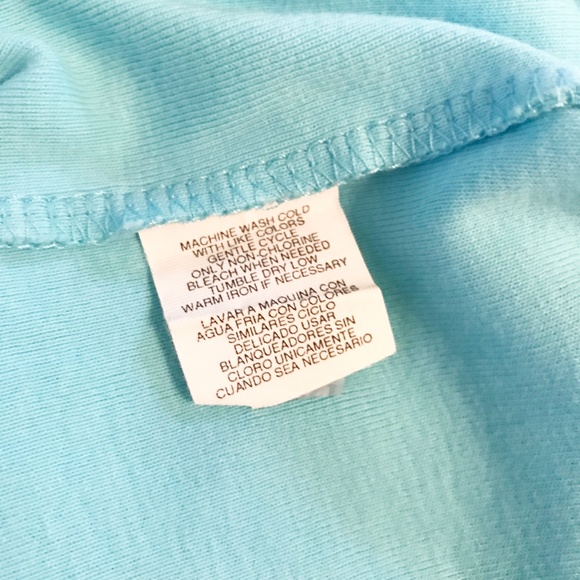 MACHINE WASH COLD
WITH LIKE COLORS
GENTLE CYCLE
ONLY NON-CHLORINE
BLEACH WHEN NEEDED
TUMBLE DRY LOW
WARM IRON IF NECESSARY
LAVAR A MAQUINA CON
AGUA FRIA CON COLORES
SIMILARES CICLO
DELICADO USAR
BLANQUEADORES SIN
CLORO UNICAMENTE
CUANDO SEA NECESARIO